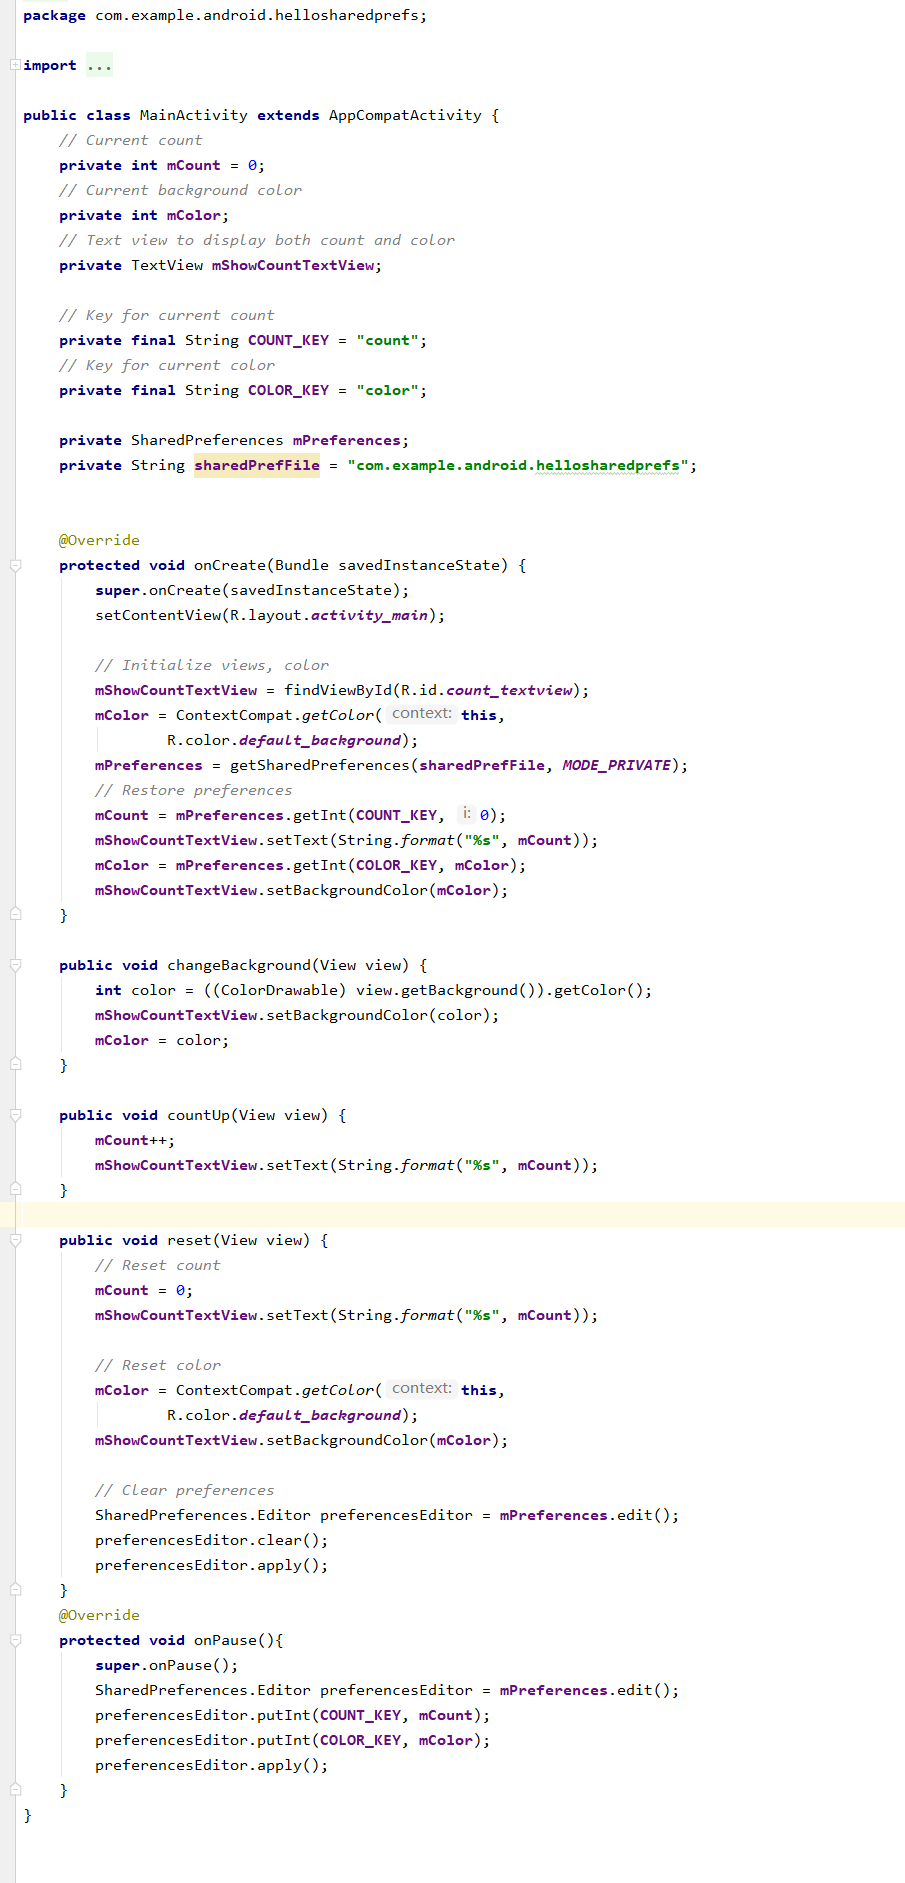 package com.example.android.hellosharedprefs;
import ...
public class MainActivity extends AppCompatActivity {
// Current count
private int mCount = 0;
// Current background color
private int mColor;
// Text view to display both count and color
private TextView mShowCountTextView;
// Key for current count
private final String COUNT_KEY = "count";
// Key for current color
private final String COLOR_KEY = "color";
private SharedPreferences mPreferences;
private String sharedPrefFile = "com.example.android.hellosharedprefs";
@Override
protected void onCreate(Bundle savedInstanceState) {
super.onCreate(savedInstanceState);
setContentView(R.layout.activity_main);
// Initialize views, color
mShowCountTextView = findViewById(R.id.count_textview);
mColor = ContextCompat.getColor( context: this,
R.color.default_background);
mPreferences = getSharedPreferences(sharedPrefFile, MODE_PRIVATE);
// Restore preferences
mCount = mPreferences.getInt(COUNT_KEY, i: 0);
mShowCountTextView.setText(String.format("%s", mCount));
mColor = mPreferences.getInt(COLOR_KEY, mColor);
mShowCountTextView.setBackgroundColor(mColor);
}
public void changeBackground(View view) {
int color = ((ColorDrawable) view.getBackground()).getColor();
mShowCountTextView.setBackgroundColor(color);
mColor = color;
}
public void countUp(View view) {
mCount++;
mShowCountTextView.setText(String.format("%s", mCount));
}
public void reset(View view) {
// Reset count
mCount = 0;
mShowCountTextView.setText(String.format("%s", mCount));
// Reset color
mColor = ContextCompat.getColor( context: this,
R.color.default_background);
mShowCountTextView.setBackgroundColor(mColor);
// Clear preferences
SharedPreferences.Editor preferencesEditor = mPreferences.edit();
preferencesEditor.clear();
preferencesEditor.apply();
}
@Override
protected void onPause(){
super.onPause();
SharedPreferences.Editor preferencesEditor = mPreferences.edit();
preferencesEditor.putInt(COUNT_KEY, mCount);
preferencesEditor.putInt(COLOR_KEY, mColor);
preferencesEditor.apply();
}
}